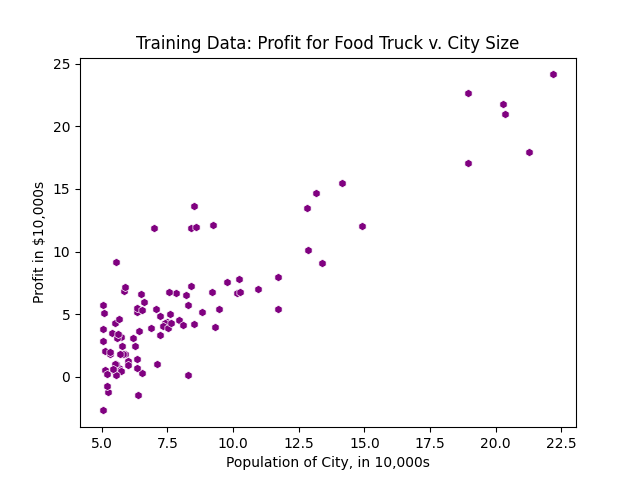 Training Data: Profit for Food Truck v. City Size
25
20
15
10
5
0
Profit in $10,000s
5.0 7.5 10.0 12.5 15.0 17.5 20.0 22.5
Population of City, in 10,000s